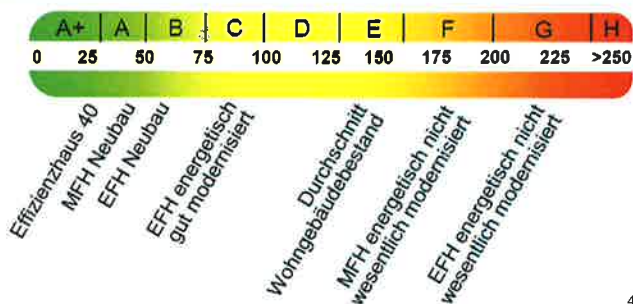 A+ A B C D E F G H
0 25 50 75 100 125 150 175 200 225 >250
Effizienzhaus 40
MFH Neubau
EFH Neubau
EFH energetisch
gut modernisiert
Durchschnitt
Wohngebäudebestand
MFH energetisch nicht
wesentlich modernisiert
EFH energetisch nicht
wesentlich modernisiert
4